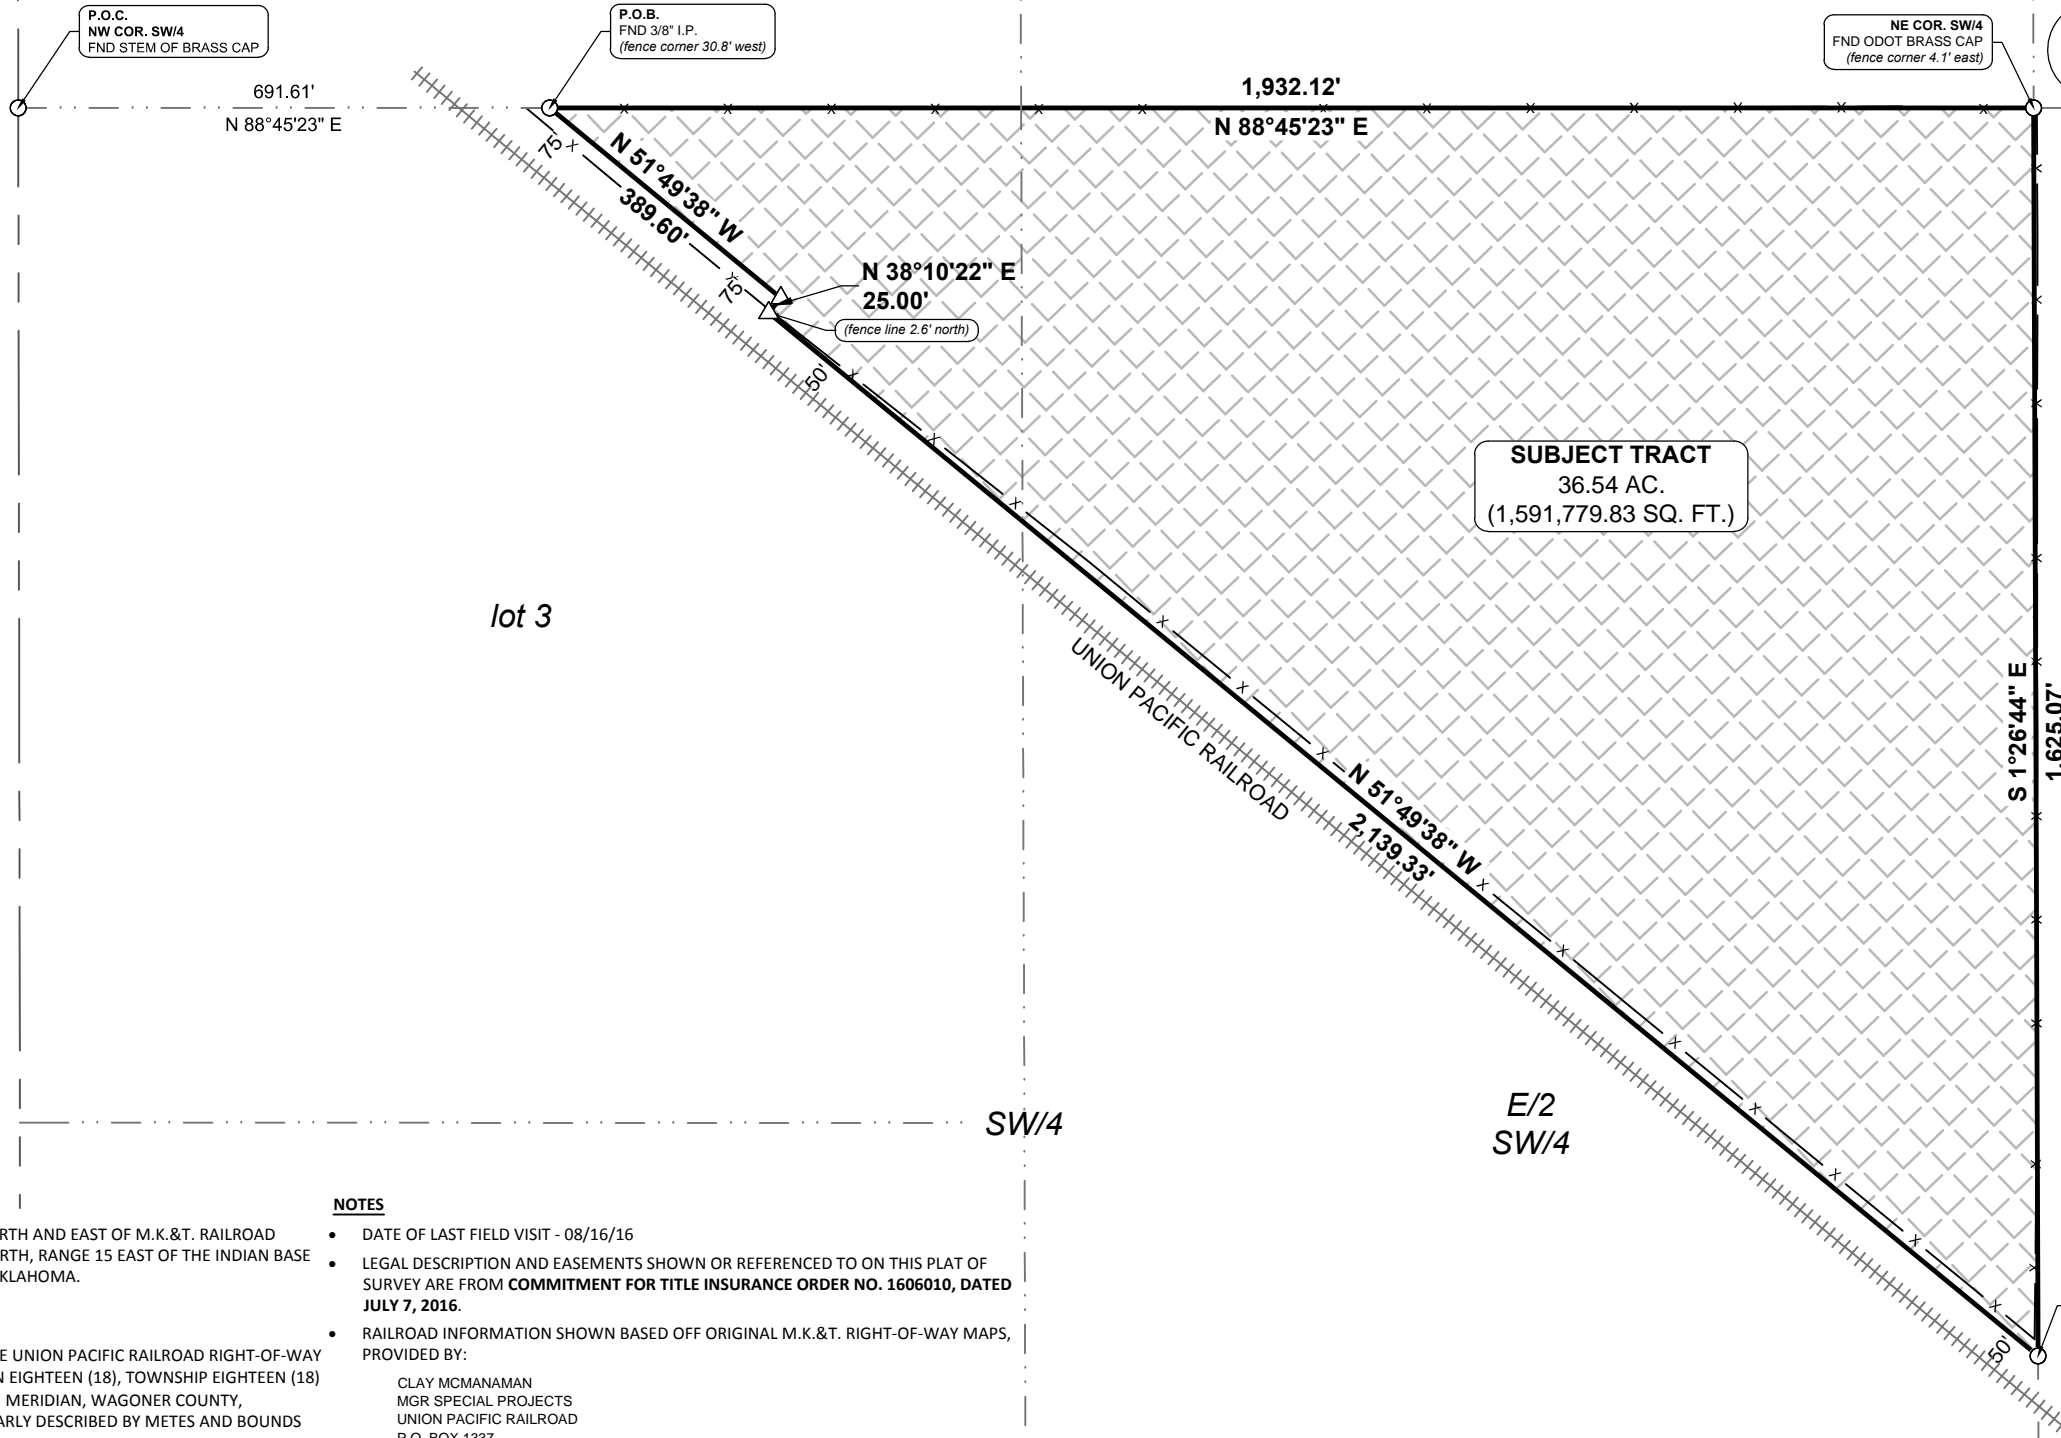 P.O.C.
NW COR. SW/4
FND STEM OF BRASS CAP
P.O.B.
FND 3/8" I.P.
(fence corner 30.8' west)
NE COR. SW/4
FND ODOT BRASS CAP
(fence corner 4.1' east)
691.61'
N 88°45'23" E
1,932.12'
N 88°45'23" E
75'
N 51°49'38" W
389.60'
75'
N 38°10'22" E
25.00'
(fence line 2.6' north)
50'
SUBJECT TRACT
36.54 AC.
(1,591,779.83 SQ. FT.)
lot 3
UNION PACIFIC RAILROAD
S 1°26'44" E
1,625.07'
N 51°49'38" W
2,139.33'
SW/4
E/2
SW/4
50'
RTH AND EAST OF M.K.&T. RAILROAD
RTH, RANGE 15 EAST OF THE INDIAN BASE
KLAHOMA.
E UNION PACIFIC RAILROAD RIGHT-OF-WAY
N EIGHTEEN (18), TOWNSHIP EIGHTEEN (18)
MERIDIAN, WAGONER COUNTY,
ARLY DESCRIBED BY METES AND BOUNDS
NOTES
• DATE OF LAST FIELD VISIT - 08/16/16
• LEGAL DESCRIPTION AND EASEMENTS SHOWN OR REFERENCED TO ON THIS PLAT OF
SURVEY ARE FROM COMMITMENT FOR TITLE INSURANCE ORDER NO. 1606010, DATED
JULY 7, 2016.
• RAILROAD INFORMATION SHOWN BASED OFF ORIGINAL M.K.&T. RIGHT-OF-WAY MAPS,
PROVIDED BY:
CLAY MCMANAMAN
MGR SPECIAL PROJECTS
UNION PACIFIC RAILROAD
P.O. BOX 1337